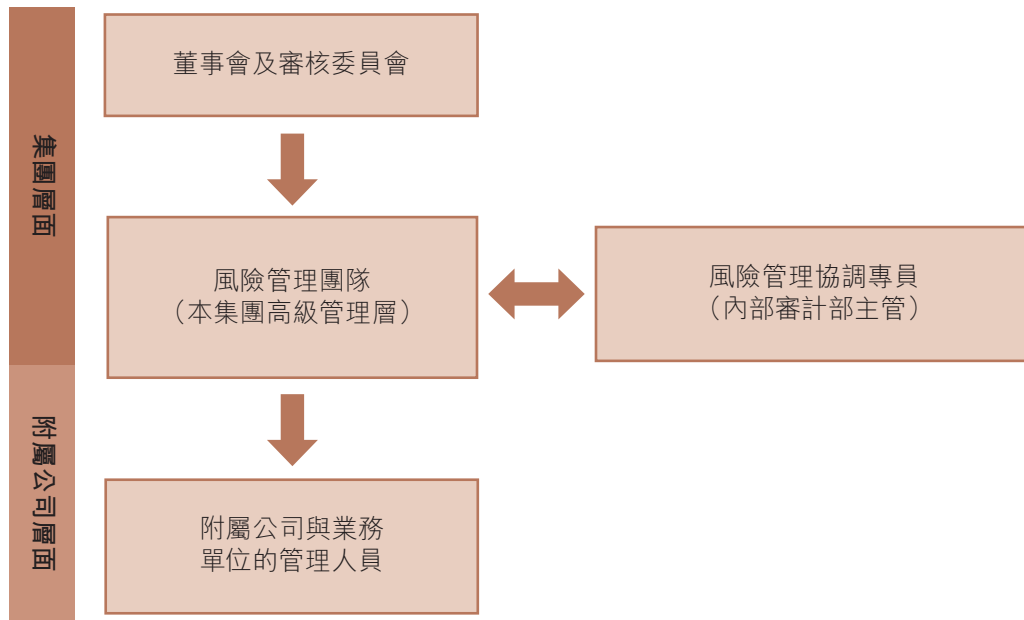 集團層面
董事會及審核委員會
風險管理團隊
（本集團高級管理層）
風險管理協調專員
（內部審計部主管）
附屬公司層面
附屬公司與業務
單位的管理人員